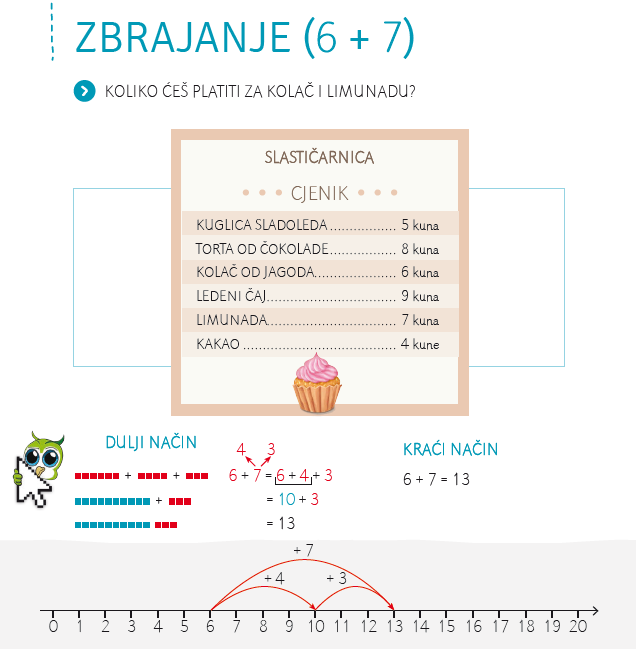 ZBRAJANJE (6 + 7)
KOLIKO ĆEŠ PLATITI ZA KOLAČ I LIMUNADU?
SLASTIČARNICA
• • • CJENIK • • •
KUGLICA SLADOLEDA ................ 5 kuna
TORTA OD ČOKOLADE ................ 8 kuna
KOLAČ OD JAGODA ................... 6 kuna
LEDENI ČAJ .............................. 9 kuna
LIMUNADA .............................. 7 kuna
KAKAO .................................... 4 kune
DULJI NAČIN
4 3
6 + 7 = 6 + 4 + 3
= 10 + 3
= 13
+ +
+
KRAĆI NAČIN
6 + 7 = 13
+ 7
+ 4 + 3
0 1 2 3 4 5 6 7 8 9 10 11 12 13 14 15 16 17 18 19 20